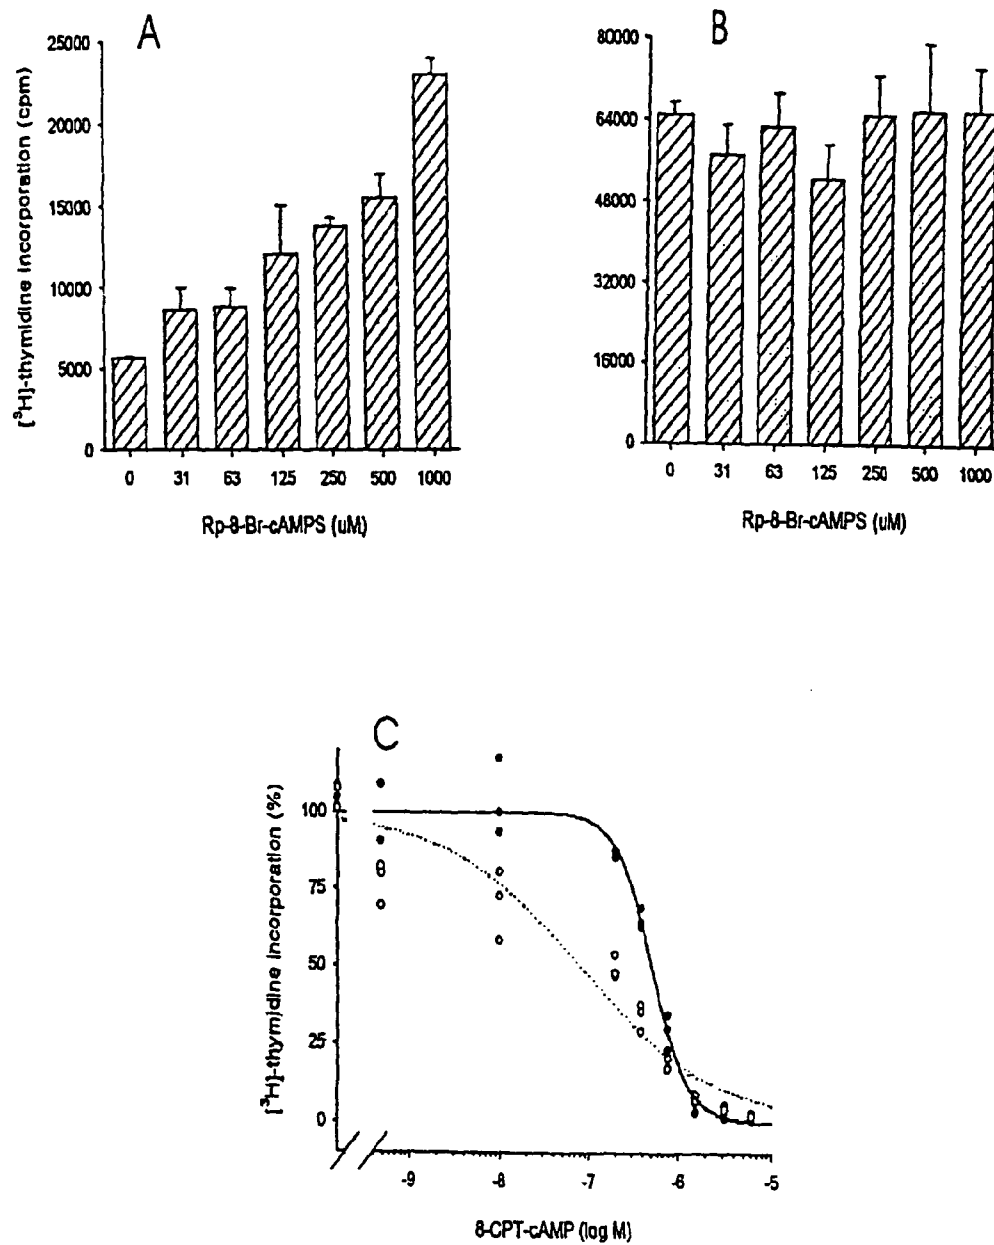 A
[³H]-thymidine incorporation (cpm)
25000
20000
15000
10000
5000
0
0 31 63 125 250 500 1000
Rp-8-Br-cAMPS (uM)
B
80000
64000
48000
32000
16000
0
0 31 63 125 250 500 1000
Rp-8-Br-cAMPS (uM)
C
[³H]-thymidine incorporation (%)
100
75
50
25
0
-9 -8 -7 -6 -5
8-CPT-cAMP (log M)